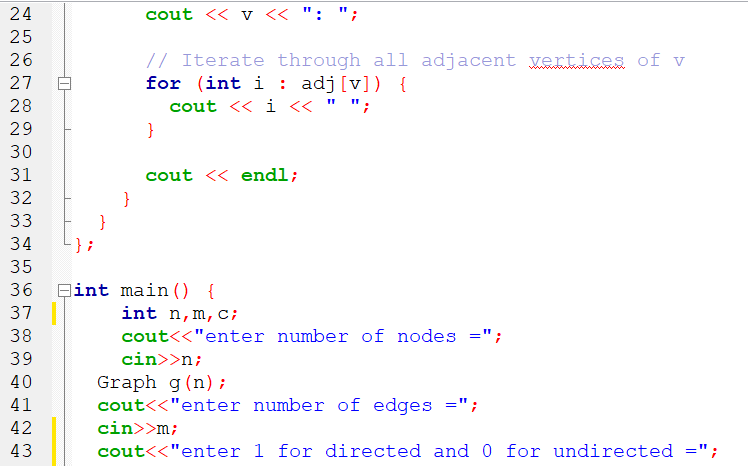 24 cout << v << ": ";
25
26 // Iterate through all adjacent vertices of v
27 for (int i : adj[v]) {
28 cout << i << " ";
29 }
30
31 cout << endl;
32 }
33 }
34 };
35
36 int main() {
37 int n,m,c;
38 cout<<"enter number of nodes =";
39 cin>>n;
40 Graph g(n);
41 cout<<"enter number of edges =";
42 cin>>m;
43 cout<<"enter 1 for directed and 0 for undirected =";